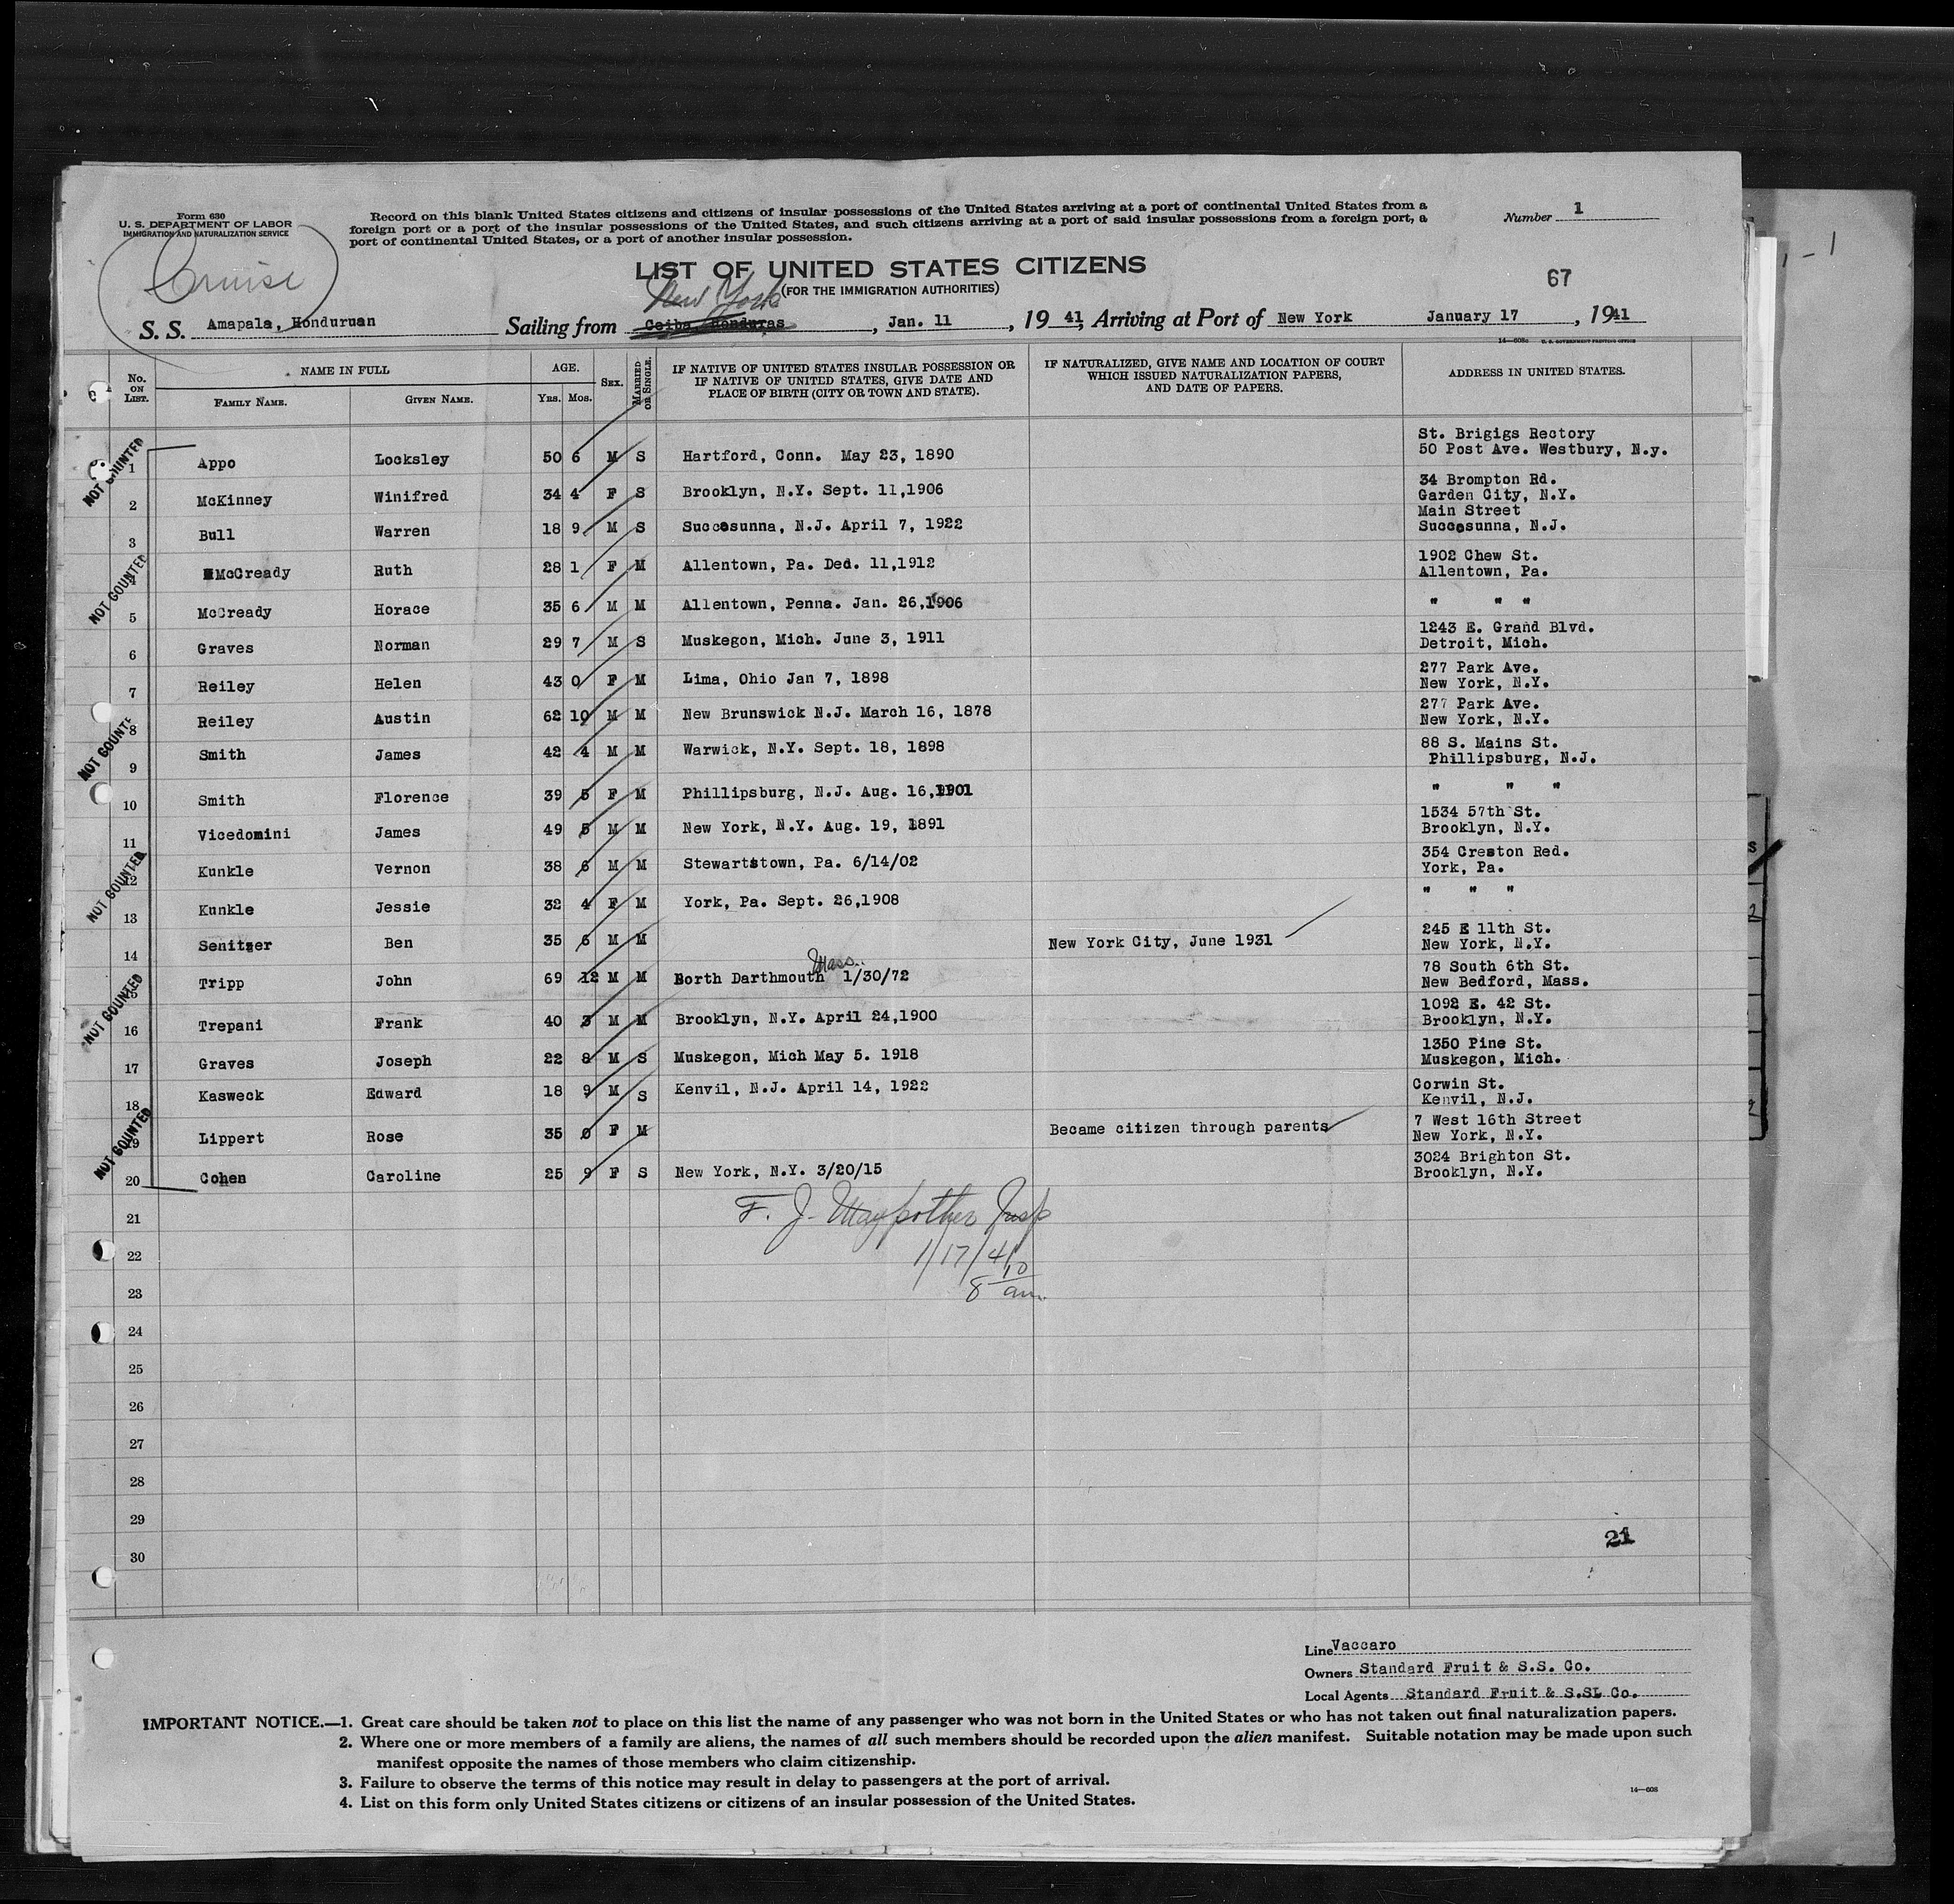 Form 630
U. S. DEPARTMENT OF LABOR
IMMIGRATION AND NATURALIZATION SERVICE
Record on this blank United States citizens and citizens of insular possessions of the United States arriving at a port of continental United States from a
foreign port or a port of the insular possessions of the United States, and such citizens arriving at a port of said insular possessions from a foreign port, a
port of continental United States, or a port of another insular possession.
Number 1
Cruise
LIST OF UNITED STATES CITIZENS
(FOR THE IMMIGRATION AUTHORITIES)
67
New York
S. S. Amapala, Honduruan Sailing from Ceiba, Honduras, Jan. 11, 1941, Arriving at Port of New York January 17, 1941
14—608c U. S. GOVERNMENT PRINTING OFFICE
No. ON LIST. NAME IN FULL FAMILY NAME. GIVEN NAME. AGE. YRS. MOS. SEX. MARRIED OR SINGLE. IF NATIVE OF UNITED STATES INSULAR POSSESSION OR IF NATIVE OF UNITED STATES, GIVE DATE AND PLACE OF BIRTH (CITY OR TOWN AND STATE). IF NATURALIZED, GIVE NAME AND LOCATION OF COURT WHICH ISSUED NATURALIZATION PAPERS, AND DATE OF PAPERS. ADDRESS IN UNITED STATES.
NOT COUNTED
St. Brigigs Rectory
1 Appo Locksley 50 6 M S Hartford, Conn. May 23, 1890 50 Post Ave. Westbury, N.y.
34 Brompton Rd.
2 McKinney Winifred 34 4 F S Brooklyn, N.Y. Sept. 11,1906 Garden City, N.Y.
Main Street
3 Bull Warren 18 9 M S Succosunna, N.J. April 7, 1922 Succosunna, N.J.
NOT COUNTED
1902 Chew St.
4 McCready Ruth 28 1 F M Allentown, Pa. Ded. 11,1912 Allentown, Pa.
5 McCready Horace 35 6 M M Allentown, Penna. Jan. 26,1906 " " "
1243 E. Grand Blvd.
6 Graves Norman 29 7 M S Muskegon, Mich. June 3, 1911 Detroit, Mich.
277 Park Ave.
7 Reiley Helen 43 0 F M Lima, Ohio Jan 7, 1898 New York, N.Y.
NOT COUNTE
277 Park Ave.
8 Reiley Austin 62 10 M M New Brunswick N.J. March 16, 1878 New York, N.Y.
88 S. Mains St.
9 Smith James 42 4 M M Warwick, N.Y. Sept. 18, 1898 Phillipsburg, N.J.
10 Smith Florence 39 5 F M Phillipsburg, N.J. Aug. 16,1901 " " "
1534 57th St.
11 Vicedomini James 49 5 M M New York, N.Y. Aug. 19, 1891 Brooklyn, N.Y.
NOT COUNTED
354 Creston Red.
12 Kunkle Vernon 38 6 M M Stewartstown, Pa. 6/14/02 York, Pa.
13 Kunkle Jessie 32 4 F M York, Pa. Sept. 26,1908 " " "
245 E 11th St.
14 Senitzer Ben 35 6 M M New York City, June 1931 New York, N.Y.
Mass.
NOT COUNTED
78 South 6th St.
15 Tripp John 69 12 M M North Darthmouth 1/30/72 New Bedford, Mass.
1092 E. 42 St.
16 Trepani Frank 40 3 M M Brooklyn, N.Y. April 24,1900 Brooklyn, N.Y.
1350 Pine St.
17 Graves Joseph 22 8 M S Muskegon, Mich May 5. 1918 Muskegon, Mich.
Corwin St.
18 Kasweck Edward 18 9 M S Kenvil, N.J. April 14, 1922 Kenvil, N.J.
NOT COUNTED
7 West 16th Street
19 Lippert Rose 35 0 F M Became citizen through parents New York, N.Y.
3024 Brighton St.
20 Cohen Caroline 25 9 F S New York, N.Y. 3/20/15 Brooklyn, N.Y.
21
F. J. Maypother Insp
22
1/17/41
23
8 10 am.
24
25
26
27
28
29
21
30
Line Vaccaro
Owners Standard Fruit & S.S. Co.
Local Agents Standard Fruit & S.SL Co.
IMPORTANT NOTICE.—1. Great care should be taken not to place on this list the name of any passenger who was not born in the United States or who has not taken out final naturalization papers.
2. Where one or more members of a family are aliens, the names of all such members should be recorded upon the alien manifest. Suitable notation may be made upon such
manifest opposite the names of those members who claim citizenship.
3. Failure to observe the terms of this notice may result in delay to passengers at the port of arrival.
4. List on this form only United States citizens or citizens of an insular possession of the United States.
14—608